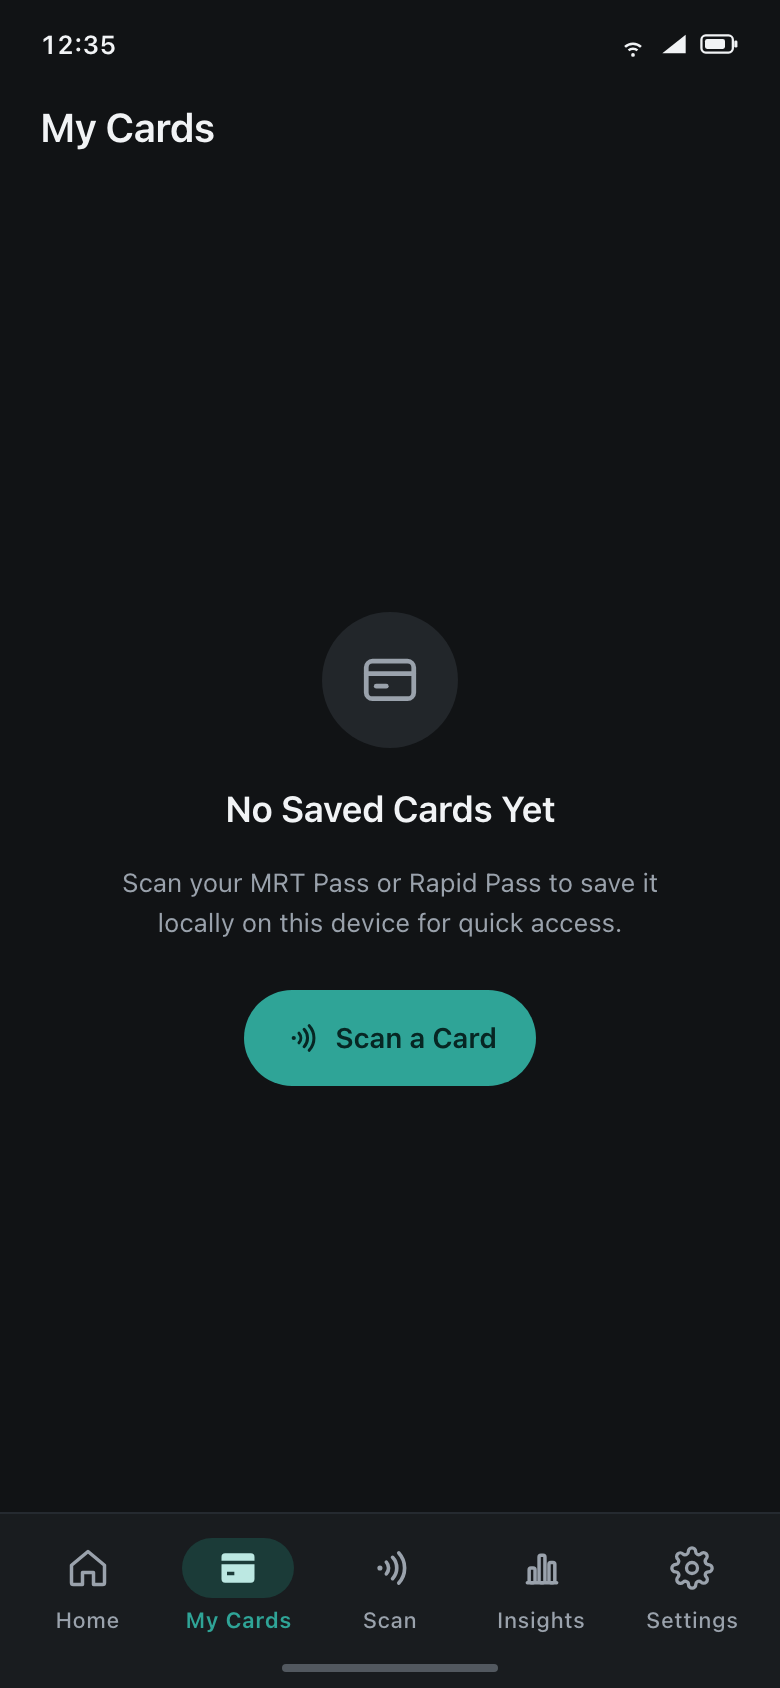 12:35
My Cards
No Saved Cards Yet
Scan your MRT Pass or Rapid Pass to save it
locally on this device for quick access.
Scan a Card
Home
My Cards
Scan
Insights
Settings